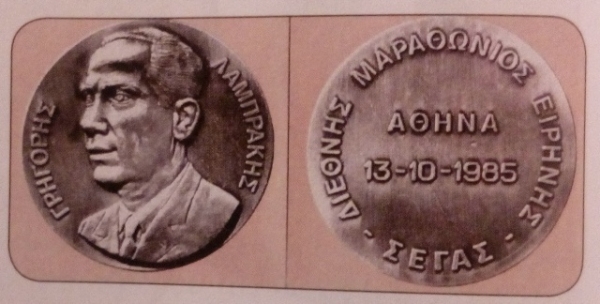 ΓΡΗΓΟΡΗΣ ΛΑΜΠΡΑΚΗΣ
ΔΙΕΘΝΗΣ ΜΑΡΑΘΩΝΙΟΣ ΕΙΡΗΝΗΣ
ΑΘΗΝΑ
13-10-1985
- ΣΕΓΑΣ -